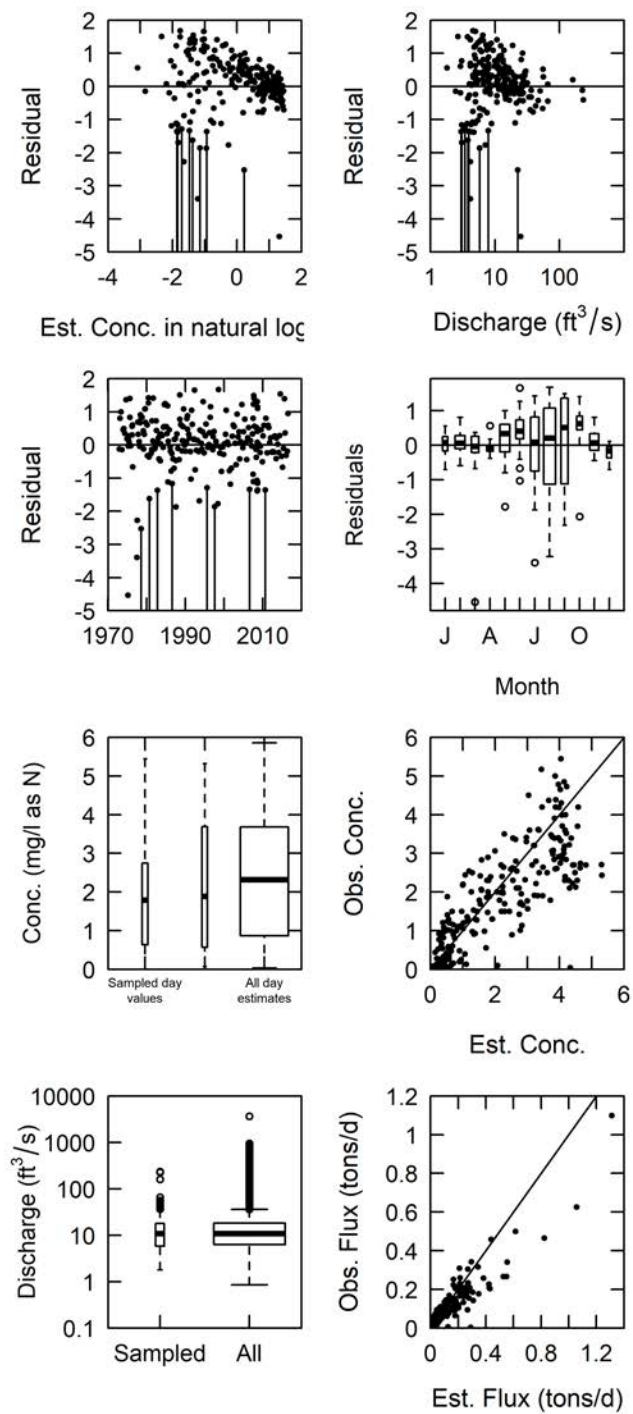 2
1
0
-1
-2
-3
-4
-5
Residual
-4 -2 0 2
Est. Conc. in natural log
2
1
0
-1
-2
-3
-4
-5
Residual
1 10 100
Discharge (ft³/s)
2
1
0
-1
-2
-3
-4
-5
Residual
1970 1990 2010
1
0
-1
-2
-3
-4
Residuals
J A J O
Month
6
5
4
3
2
1
0
Conc. (mg/l as N)
Sampled day
values
All day
estimates
6
5
4
3
2
1
0
Obs. Conc.
0 2 4 6
Est. Conc.
10000
1000
100
10
1
0.1
Discharge (ft³/s)
Sampled All
1.2
1
0.8
0.6
0.4
0.2
0
Obs. Flux (tons/d)
0 0.4 0.8 1.2
Est. Flux (tons/d)